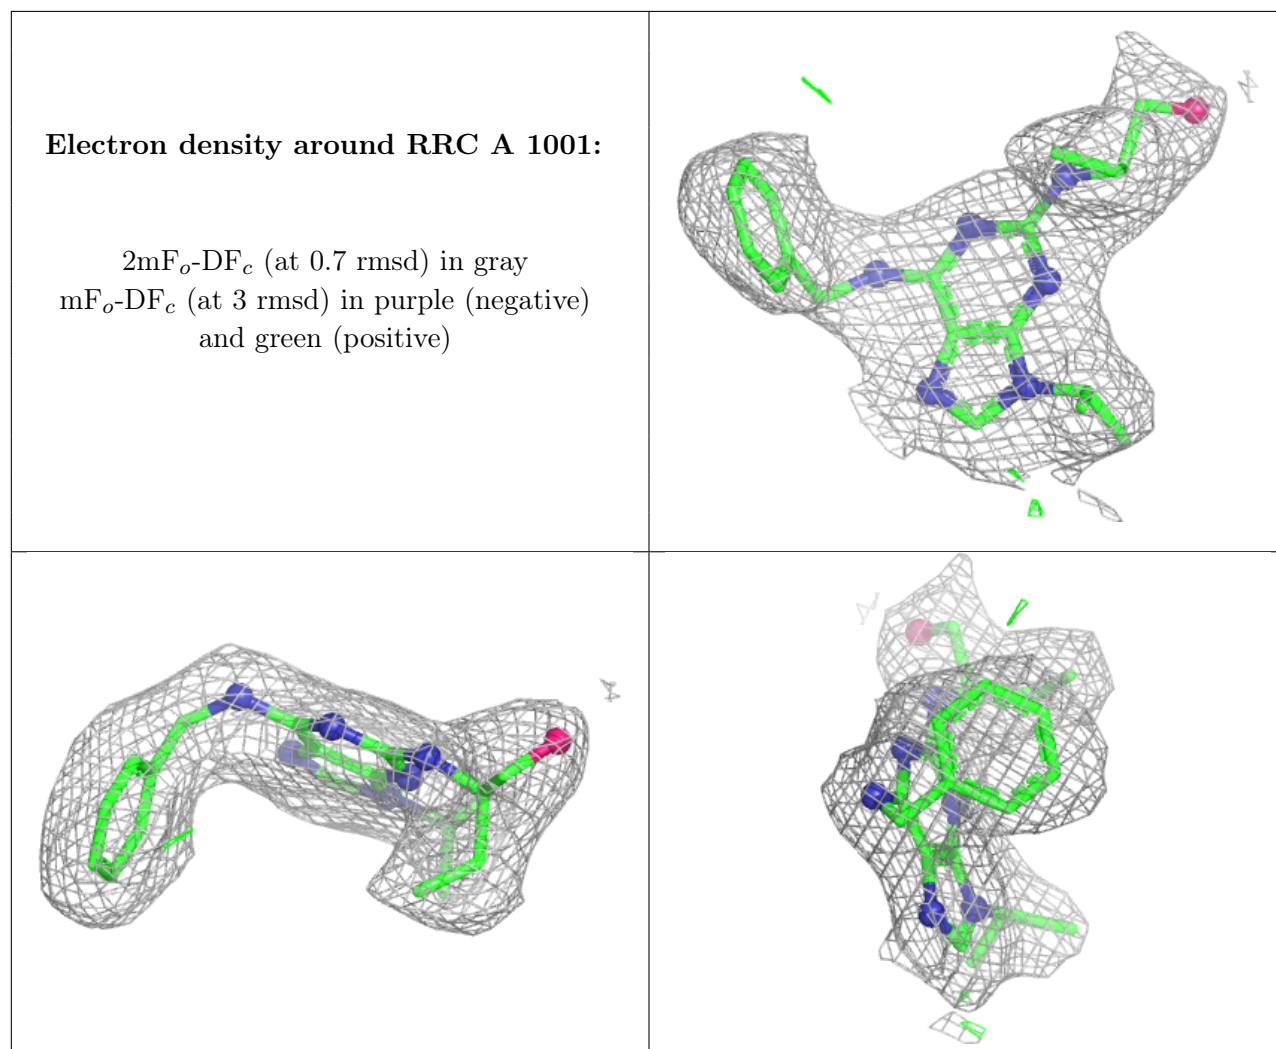 Electron density around RRC A 1001:
2mFo-DFc (at 0.7 rmsd) in gray
mFo-DFc (at 3 rmsd) in purple (negative)
and green (positive)